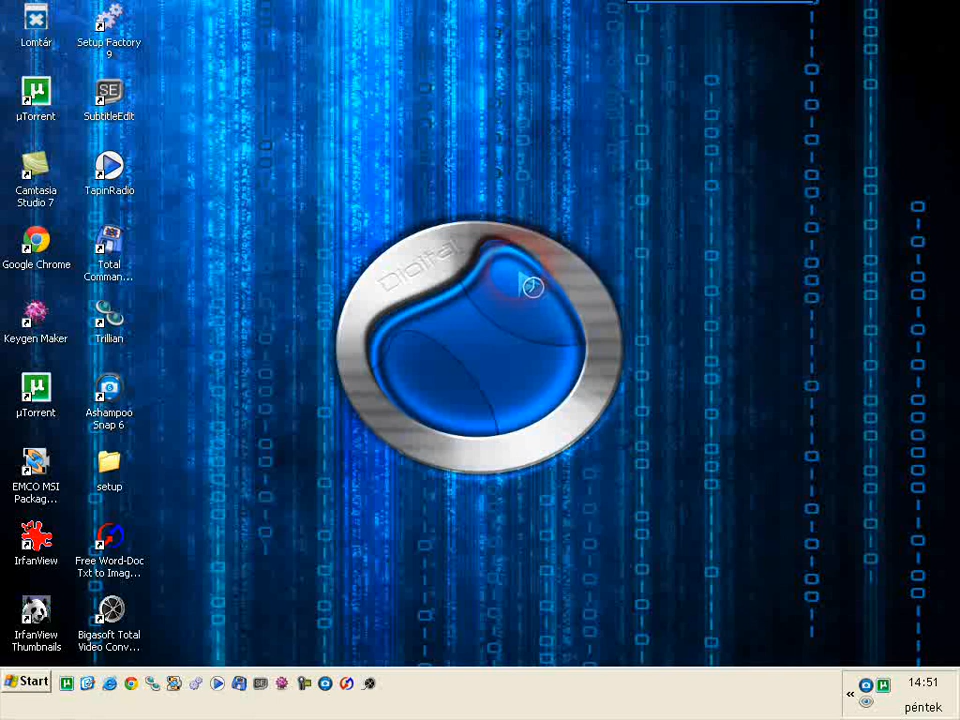 Lomtár
Setup Factory
9
µTorrent
SubtitleEdit
Camtasia
Studio 7
TapinRadio
Google Chrome
Total
Comman...
Keygen Maker
Trillian
µTorrent
Ashampoo
Snap 6
EMCO MSI
Packag...
setup
IrfanView
Free Word-Doc
Txt to Imag...
IrfanView
Thumbnails
Bigasoft Total
Video Conv...
Digital
Start
14:51
péntek